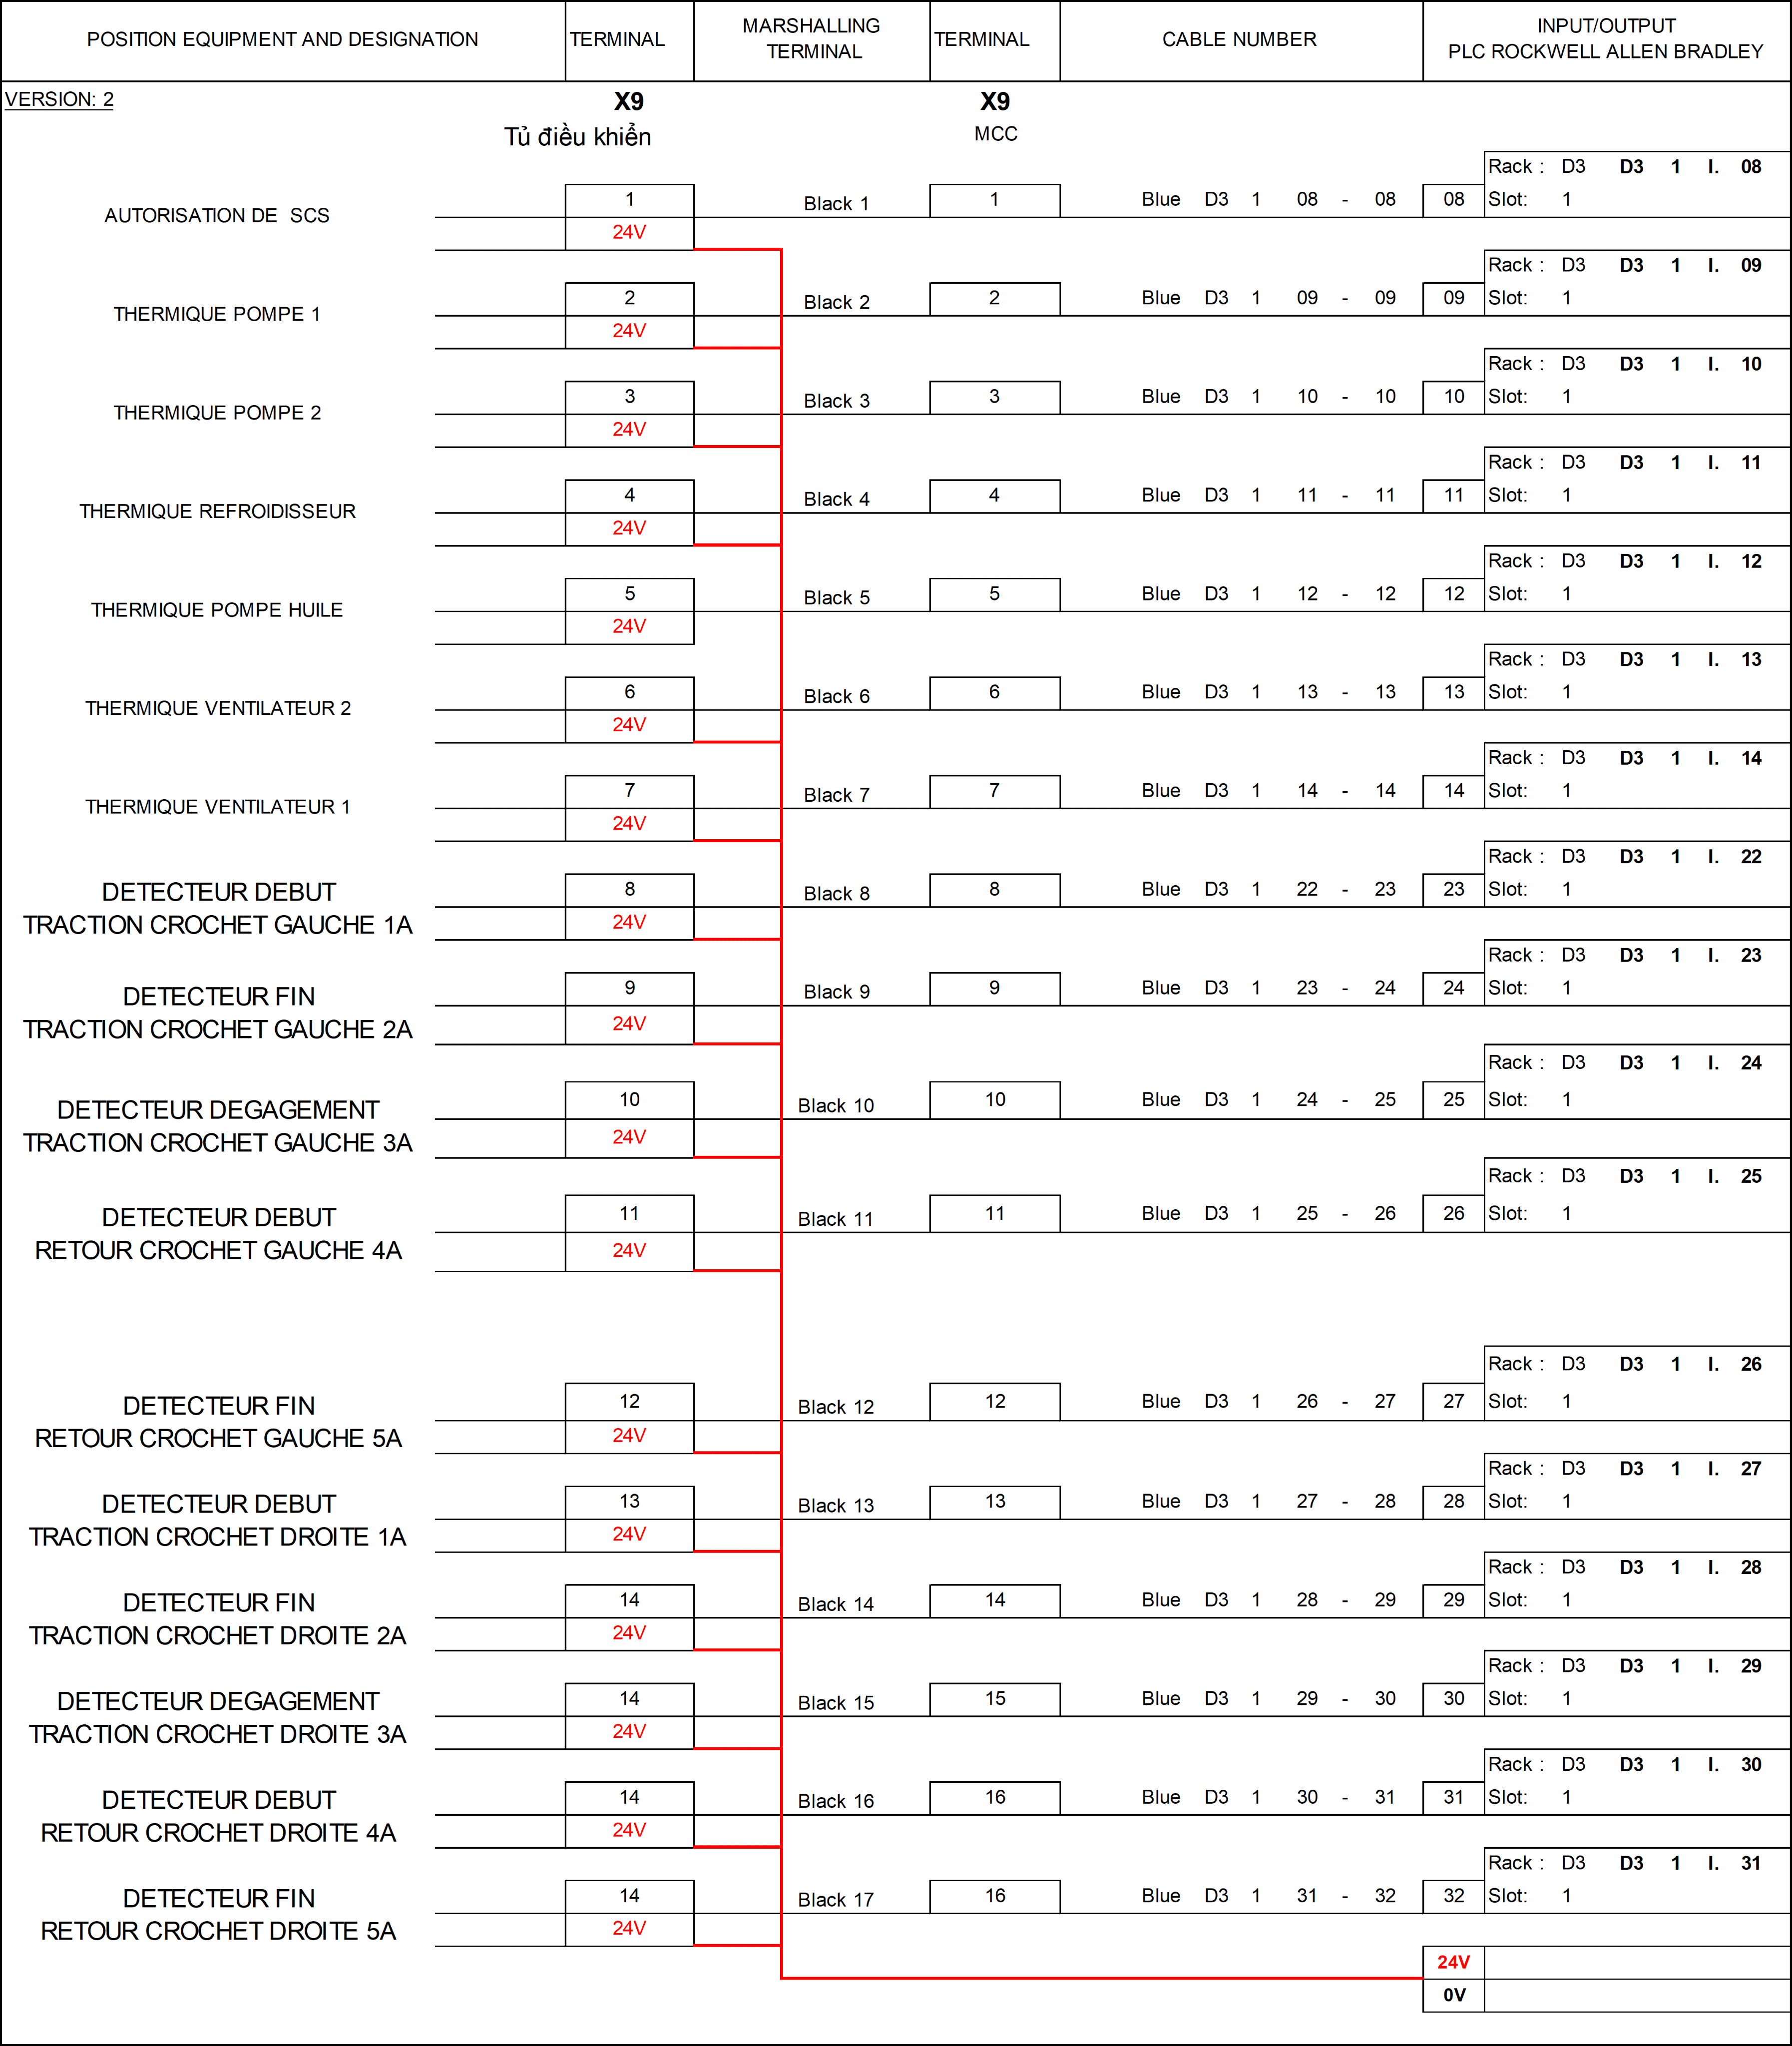 POSITION EQUIPMENT AND DESIGNATION TERMINAL MARSHALLING TERMINAL TERMINAL CABLE NUMBER INPUT/OUTPUT PLC ROCKWELL ALLEN BRADLEY
VERSION: 2 X9 X9
Tủ điều khiển MCC
Rack : D3 D3 1 I. 08
AUTORISATION DE SCS 1 Black 1 1 Blue D3 1 08 - 08 08 Slot: 1
24V
Rack : D3 D3 1 I. 09
THERMIQUE POMPE 1 2 Black 2 2 Blue D3 1 09 - 09 09 Slot: 1
24V
Rack : D3 D3 1 I. 10
THERMIQUE POMPE 2 3 Black 3 3 Blue D3 1 10 - 10 10 Slot: 1
24V
Rack : D3 D3 1 I. 11
THERMIQUE REFROIDISSEUR 4 Black 4 4 Blue D3 1 11 - 11 11 Slot: 1
24V
Rack : D3 D3 1 I. 12
THERMIQUE POMPE HUILE 5 Black 5 5 Blue D3 1 12 - 12 12 Slot: 1
24V
Rack : D3 D3 1 I. 13
THERMIQUE VENTILATEUR 2 6 Black 6 6 Blue D3 1 13 - 13 13 Slot: 1
24V
Rack : D3 D3 1 I. 14
THERMIQUE VENTILATEUR 1 7 Black 7 7 Blue D3 1 14 - 14 14 Slot: 1
24V
Rack : D3 D3 1 I. 22
DETECTEUR DEBUT 8 Black 8 8 Blue D3 1 22 - 23 23 Slot: 1
TRACTION CROCHET GAUCHE 1A 24V
Rack : D3 D3 1 I. 23
DETECTEUR FIN 9 Black 9 9 Blue D3 1 23 - 24 24 Slot: 1
TRACTION CROCHET GAUCHE 2A 24V
Rack : D3 D3 1 I. 24
DETECTEUR DEGAGEMENT 10 Black 10 10 Blue D3 1 24 - 25 25 Slot: 1
TRACTION CROCHET GAUCHE 3A 24V
Rack : D3 D3 1 I. 25
DETECTEUR DEBUT 11 Black 11 11 Blue D3 1 25 - 26 26 Slot: 1
RETOUR CROCHET GAUCHE 4A 24V
Rack : D3 D3 1 I. 26
DETECTEUR FIN 12 Black 12 12 Blue D3 1 26 - 27 27 Slot: 1
RETOUR CROCHET GAUCHE 5A 24V
Rack : D3 D3 1 I. 27
DETECTEUR DEBUT 13 Black 13 13 Blue D3 1 27 - 28 28 Slot: 1
TRACTION CROCHET DROITE 1A 24V
Rack : D3 D3 1 I. 28
DETECTEUR FIN 14 Black 14 14 Blue D3 1 28 - 29 29 Slot: 1
TRACTION CROCHET DROITE 2A 24V
Rack : D3 D3 1 I. 29
DETECTEUR DEGAGEMENT 14 Black 15 15 Blue D3 1 29 - 30 30 Slot: 1
TRACTION CROCHET DROITE 3A 24V
Rack : D3 D3 1 I. 30
DETECTEUR DEBUT 14 Black 16 16 Blue D3 1 30 - 31 31 Slot: 1
RETOUR CROCHET DROITE 4A 24V
Rack : D3 D3 1 I. 31
DETECTEUR FIN 14 Black 17 16 Blue D3 1 31 - 32 32 Slot: 1
RETOUR CROCHET DROITE 5A 24V
24V
0V